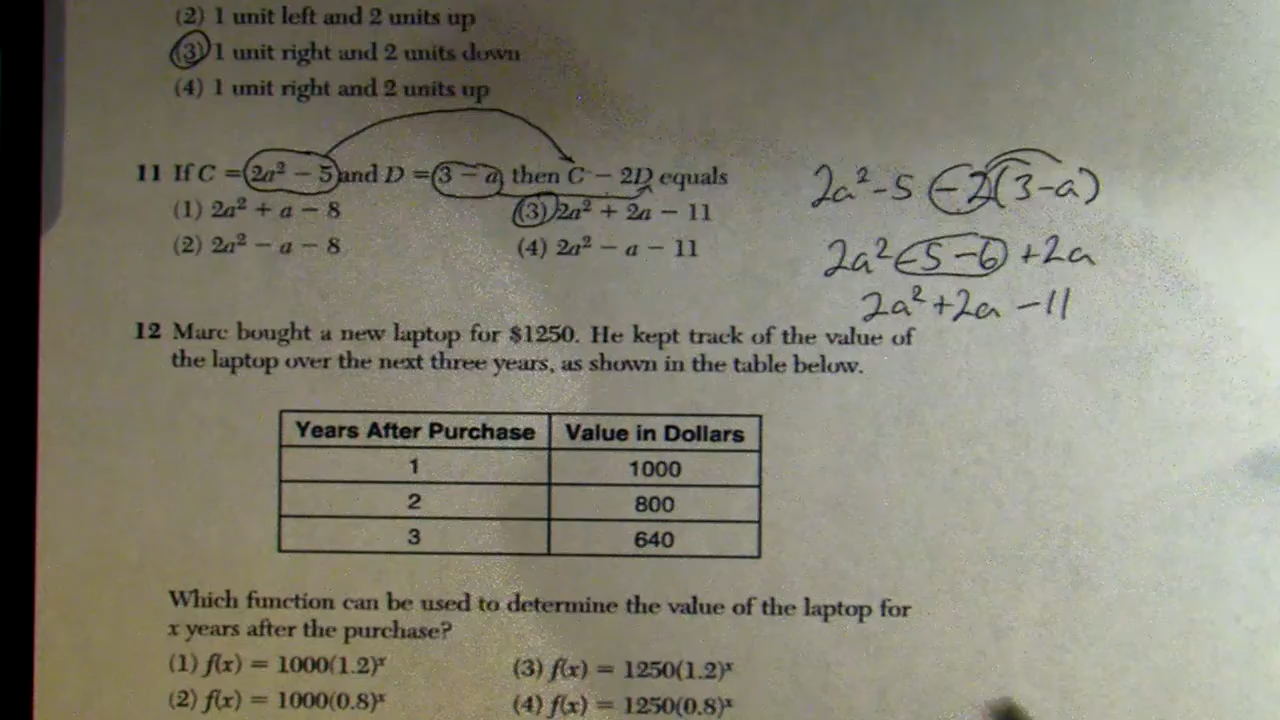 (2) 1 unit left and 2 units up
(3) 1 unit right and 2 units down
(4) 1 unit right and 2 units up
11 If C = 2a² − 5 and D = 3 − a, then C − 2D equals
(1) 2a² + a − 8
(3) 2a² + 2a − 11
(2) 2a² − a − 8
(4) 2a² − a − 11
2a² − 5 − 2(3 − a)
2a² − 5 − 6 + 2a
2a² + 2a − 11
12 Marc bought a new laptop for $1250. He kept track of the value of
the laptop over the next three years, as shown in the table below.
Years After Purchase Value in Dollars
1 1000
2 800
3 640
Which function can be used to determine the value of the laptop for
x years after the purchase?
(1) f(x) = 1000(1.2)ˣ
(3) f(x) = 1250(1.2)ˣ
(2) f(x) = 1000(0.8)ˣ
(4) f(x) = 1250(0.8)ˣ